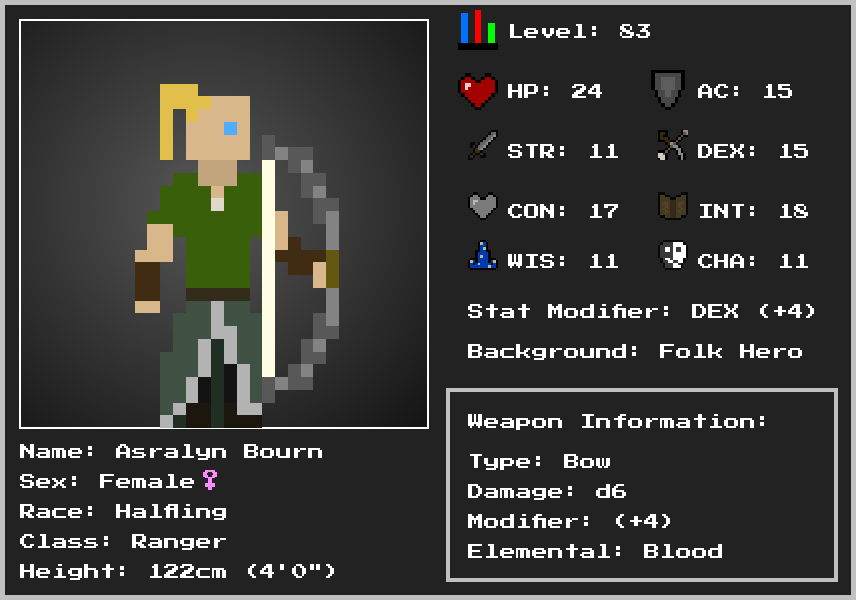 Level: 83
HP: 24 AC: 15
STR: 11 DEX: 15
CON: 17 INT: 18
WIS: 11 CHA: 11
Stat Modifier: DEX (+4)
Background: Folk Hero
Weapon Information:
Type: Bow
Damage: d6
Modifier: (+4)
Elemental: Blood
Name: Asralyn Bourn
Sex: Female♀
Race: Halfling
Class: Ranger
Height: 122cm (4'0")